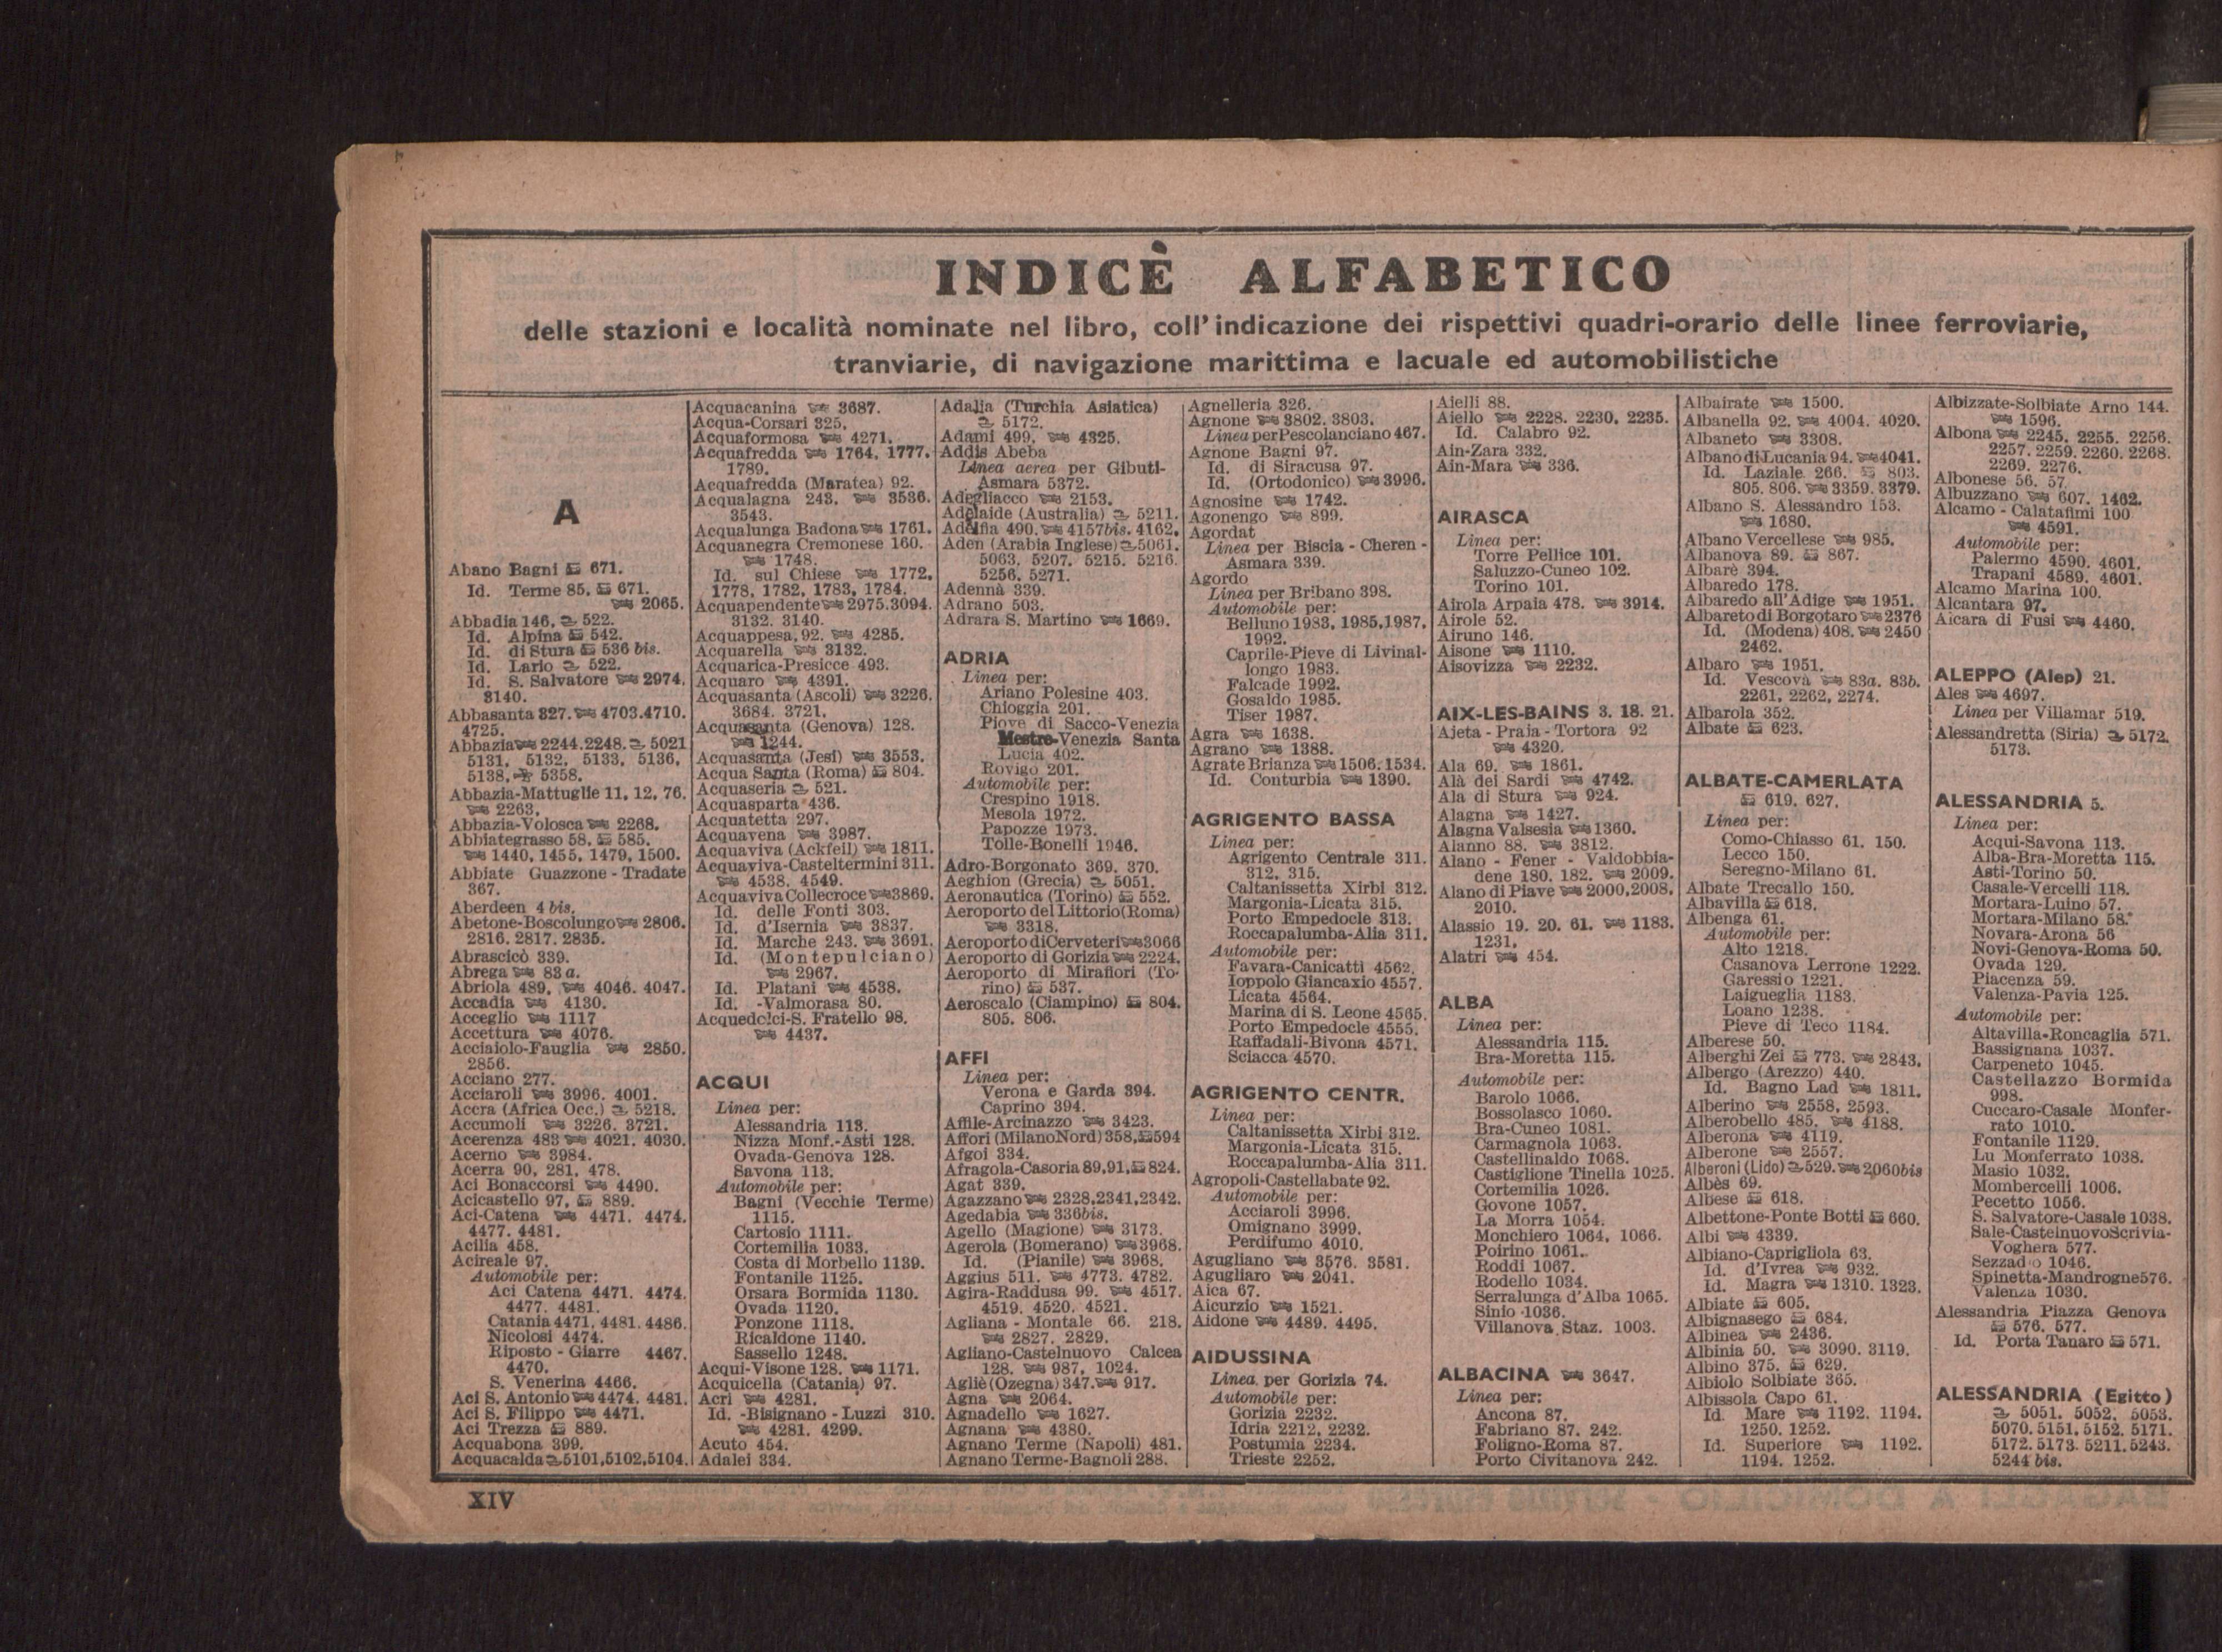 INDICÈ ALFABETICO
delle stazioni e località nominate nel libro, coll'indicazione dei rispettivi quadri-orario delle linee ferroviarie,
tranviarie, di navigazione marittima e lacuale ed automobilistiche
A
Abano Bagni 671.
Id. Terme 85, 671.
2065.
Abbadia 146, 522.
Id. Alpina 542.
Id. di Stura 536 bis.
Id. Lario 522.
Id. S. Salvatore 2974.
3140.
Abbasanta 327. 4703.4710.
4725.
Abbazia 2244.2248. 5021
5131, 5132, 5133, 5136,
5138, 5358.
Abbazia-Mattuglie 11, 12, 76.
2263,
Abbazia-Volosca 2268.
Abbiategrasso 58, 585.
1440, 1455, 1479, 1500.
Abbiate Guazzone - Tradate
367.
Aberdeen 4 bis.
Abetone-Boscolungo 2806.
2816. 2817. 2835.
Abrascicò 339.
Abrega 83 a.
Abriola 489, 4046. 4047.
Accadia 4130.
Acceglio 1117
Accettura 4076.
Acciaiolo-Fauglia 2850.
2856.
Acciano 277.
Acciaroli 3996. 4001.
Accra (Africa Occ.) 5218.
Accumoli 3226. 3721.
Acerenza 483 4021, 4030.
Acerno 3984.
Acerra 90, 281, 478.
Aci Bonaccorsi 4490.
Acicastello 97, 889.
Aci-Catena 4471. 4474.
4477. 4481.
Acilia 458.
Acireale 97.
Automobile per:
Aci Catena 4471. 4474.
4477. 4481.
Catania 4471, 4481. 4486.
Nicolosi 4474.
Riposto - Giarre 4467.
4470.
S. Venerina 4466.
Aci S. Antonio 4474. 4481.
Aci S. Filippo 4471.
Aci Trezza 889.
Acquabona 399.
Acquacalda 5101,5102,5104.
Acquacanina 3687.
Acqua-Corsari 325.
Acquaformosa 4271.
Acquafredda 1764, 1777.
1789.
Acquafredda (Maratea) 92.
Acqualagna 243. 3536.
3543.
Acqualunga Badona 1761.
Acquanegra Cremonese 160.
1748.
Id. sul Chiese 1772,
1778, 1782, 1783, 1784.
Acquapendente 2975.3094.
3132. 3140.
Acquappesa, 92. 4285.
Acquarella 3132.
Acquarica-Presicce 493.
Acquaro 4391.
Acquasanta (Ascoli) 3226.
3684. 3721.
Acquasanta (Genova) 128.
1244.
Acquasanta (Jesi) 3553.
Acqua Santa (Roma) 804.
Acquaseria 521.
Acquasparta 436.
Acquatetta 297.
Acquavena 3987.
Acquaviva (Ackfeil) 1811.
Acquaviva-Casteltermini 311.
4538. 4549.
Acquaviva Collecroce 3869.
Id. delle Fonti 303.
Id. d'Isernia 3837.
Id. Marche 243. 3691.
Id. (Montepulciano)
2967.
Id. Platani 4538.
Id. -Valmorasa 80.
Acquedolci-S. Fratello 98.
4437.
ACQUI
Linea per:
Alessandria 113.
Nizza Monf.-Asti 128.
Ovada-Genova 128.
Savona 113.
Automobile per:
Bagni (Vecchie Terme)
1115.
Cartosio 1111.
Cortemilia 1033.
Costa di Morbello 1139.
Fontanile 1125.
Orsara Bormida 1130.
Ovada 1120.
Ponzone 1118.
Ricaldone 1140.
Sassello 1248.
Acqui-Visone 128. 1171.
Acquicella (Catania) 97.
Acri 4281.
Id. -Bisignano - Luzzi 310.
4281. 4299.
Acuto 454.
Adalei 334.
Adalia (Turchia Asiatica)
5172.
Adami 499, 4325.
Addis Abeba
Linea aerea per Gibuti-
Asmara 5372.
Adegliacco 2153.
Adelaide (Australia) 5211.
Adelfia 490, 4157bis. 4162.
Aden (Arabia Inglese) 5061.
5063, 5207. 5215. 5216.
5256. 5271.
Adennà 339.
Adrano 503.
Adrara S. Martino 1669.
ADRIA
Linea per:
Ariano Polesine 403.
Chioggia 201.
Piove di Sacco-Venezia
Mestre-Venezia Santa
Lucia 402.
Rovigo 201.
Automobile per:
Crespino 1918.
Mesola 1972.
Papozze 1973.
Tolle-Bonelli 1946.
Adro-Borgonato 369, 370.
Aeghion (Grecia) 5051.
Aeronautica (Torino) 552.
Aeroporto del Littorio(Roma)
3318.
Aeroporto di Cerveteri 3066
Aeroporto di Gorizia 2224.
Aeroporto di Mirafiori (To-
rino) 537.
Aeroscalo (Ciampino) 804.
805. 806.
AFFI
Linea per:
Verona e Garda 394.
Caprino 394.
Affile-Arcinazzo 3423.
Affori (Milano Nord) 358, 594
Afgoi 334.
Afragola-Casoria 89,91, 824.
Agat 339.
Agazzano 2328,2341,2342.
Agedabia 336bis.
Agello (Magione) 3173.
Agerola (Bomerano) 3968.
Id. (Pianile) 3968.
Aggius 511. 4773. 4782.
Agira-Raddusa 99. 4517.
4519. 4520. 4521.
Agliana - Montale 66. 218.
2827. 2829.
Agliano-Castelnuovo Calcea
128. 987, 1024.
Agliè (Ozegna) 347. 917.
Agna 2064.
Agnadello 1627.
Agnana 4380.
Agnano Terme (Napoli) 481.
Agnano Terme-Bagnoli 288.
Agnelleria 326.
Agnone 3802. 3803.
Linea per Pescolanciano 467.
Agnone Bagni 97.
Id. di Siracusa 97.
Id. (Ortodonico) 3996.
Agnosine 1742.
Agonengo 899.
Agordat
Linea per Biscia - Cheren -
Asmara 339.
Agordo
Linea per Bribano 398.
Automobile per:
Belluno 1983, 1985,1987,
1992.
Caprile-Pieve di Livinal-
longo 1983.
Falcade 1992.
Gosaldo 1985.
Tiser 1987.
Agra 1638.
Agrano 1388.
Agrate Brianza 1506. 1534.
Id. Conturbia 1390.
AGRIGENTO BASSA
Linea per:
Agrigento Centrale 311.
312, 315.
Caltanissetta Xirbi 312.
Margonia-Licata 315.
Porto Empedocle 313.
Roccapalumba-Alia 311.
Automobile per:
Favara-Canicattì 4562.
Ioppolo Giancaxio 4557.
Licata 4564.
Marina di S. Leone 4565.
Porto Empedocle 4555.
Raffadali-Bivona 4571.
Sciacca 4570.
AGRIGENTO CENTR.
Linea per:
Caltanissetta Xirbi 312.
Margonia-Licata 315.
Roccapalumba-Alia 311.
Agropoli-Castellabate 92.
Automobile per:
Acciaroli 3996.
Omignano 3999.
Perdifumo 4010.
Agugliano 3576. 3581.
Agugliaro 2041.
Aica 67.
Aicurzio 1521.
Aidone 4489. 4495.
AIDUSSINA
Linea per Gorizia 74.
Automobile per:
Gorizia 2232.
Idria 2212, 2232.
Postumia 2234.
Trieste 2252.
Aielli 88.
Aiello 2228. 2230. 2235.
Id. Calabro 92.
Ain-Zara 332.
Ain-Mara 336.
AIRASCA
Linea per:
Torre Pellice 101.
Saluzzo-Cuneo 102.
Torino 101.
Airola Arpaia 478. 3914.
Airole 52.
Airuno 146.
Aisone 1110.
Aisovizza 2232.
AIX-LES-BAINS 3. 18. 21.
Ajeta - Praja - Tortora 92
4320.
Ala 69. 1861.
Alà dei Sardi 4742.
Ala di Stura 924.
Alagna 1427.
Alagna Valsesia 1360.
Alanno 88. 3812.
Alano - Fener - Valdobbia-
dene 180. 182. 2009.
Alano di Piave 2000,2008,
2010.
Alassio 19. 20. 61. 1183.
1231.
Alatri 454.
ALBA
Linea per:
Alessandria 115.
Bra-Moretta 115.
Automobile per:
Barolo 1066.
Bossolasco 1060.
Bra-Cuneo 1081.
Carmagnola 1063.
Castellinaldo 1068.
Castiglione Tinella 1025.
Cortemilia 1026.
Govone 1057.
La Morra 1054.
Monchiero 1064, 1066.
Poirino 1061.
Roddi 1067.
Rodello 1034.
Serralunga d'Alba 1065.
Sinio 1036.
Villanova Staz. 1003.
ALBACINA 3647.
Linea per:
Ancona 87.
Fabriano 87. 242.
Foligno-Roma 87.
Porto Civitanova 242.
Albairate 1500.
Albanella 92. 4004. 4020.
Albaneto 3308.
Albano di Lucania 94. 4041.
Id. Laziale 266. 803.
805. 806. 3359. 3379.
Albano S. Alessandro 153.
1680.
Albano Vercellese 985.
Albanova 89. 867.
Albarè 394.
Albaredo 178.
Albaredo all'Adige 1951.
Albareto di Borgotaro 2376
Id. (Modena) 408. 2450
2462.
Albaro 1951.
Id. Vescovà 83a. 83b.
2261, 2262, 2274.
Albarola 352.
Albate 623.
ALBATE-CAMERLATA
619. 627.
Linea per:
Como-Chiasso 61. 150.
Lecco 150.
Seregno-Milano 61.
Albate Trecallo 150.
Albavilla 618.
Albenga 61.
Automobile per:
Alto 1218.
Casanova Lerrone 1222.
Garessio 1221.
Laigueglia 1183.
Loano 1238.
Pieve di Teco 1184.
Alberese 50.
Alberghi Zei 773. 2843.
Albergo (Arezzo) 440.
Id. Bagno Lad 1811.
Alberino 2558, 2593.
Alberobello 485. 4188.
Alberona 4119.
Alberone 2557.
Alberoni (Lido) 529. 2060bis
Albès 69.
Albese 618.
Albettone-Ponte Botti 660.
Albi 4339.
Albiano-Caprigliola 63.
Id. d'Ivrea 932.
Id. Magra 1310. 1323.
Albiate 605.
Albignasego 684.
Albinea 2436.
Albinia 50. 3090. 3119.
Albino 375. 629.
Albiolo Solbiate 365.
Albissola Capo 61.
Id. Mare 1192. 1194.
1250. 1252.
Id. Superiore 1192.
1194. 1252.
Albizzate-Solbiate Arno 144.
1596.
Albona 2245. 2255. 2256.
2257. 2259. 2260. 2268.
2269. 2276.
Albonese 56. 57.
Albuzzano 607. 1462.
Alcamo - Calatafimi 100
4591.
Automobile per:
Palermo 4590. 4601.
Trapani 4589. 4601.
Alcamo Marina 100.
Alcantara 97.
Aicara di Fusi 4460.
ALEPPO (Alep) 21.
Ales 4697.
Linea per Villamar 519.
Alessandretta (Siria) 5172.
5173.
ALESSANDRIA 5.
Linea per:
Acqui-Savona 113.
Alba-Bra-Moretta 115.
Asti-Torino 50.
Casale-Vercelli 118.
Mortara-Luino 57.
Mortara-Milano 58.
Novara-Arona 56
Novi-Genova-Roma 50.
Ovada 129.
Piacenza 59.
Valenza-Pavia 125.
Automobile per:
Altavilla-Roncaglia 571.
Bassignana 1037.
Carpeneto 1045.
Castellazzo Bormida
998.
Cuccaro-Casale Monfer-
rato 1010.
Fontanile 1129.
Lu Monferrato 1038.
Masio 1032.
Mombercelli 1006.
Pecetto 1056.
S. Salvatore-Casale 1038.
Sale-CastelnuovoScrivia-
Voghera 577.
Sezzadio 1046.
Spinetta-Mandrogne576.
Valenza 1030.
Alessandria Piazza Genova
576. 577.
Id. Porta Tanaro 571.
ALESSANDRIA (Egitto)
5051. 5052. 5053.
5070. 5151. 5152. 5171.
5172. 5173. 5211. 5243.
5244 bis.
XIV